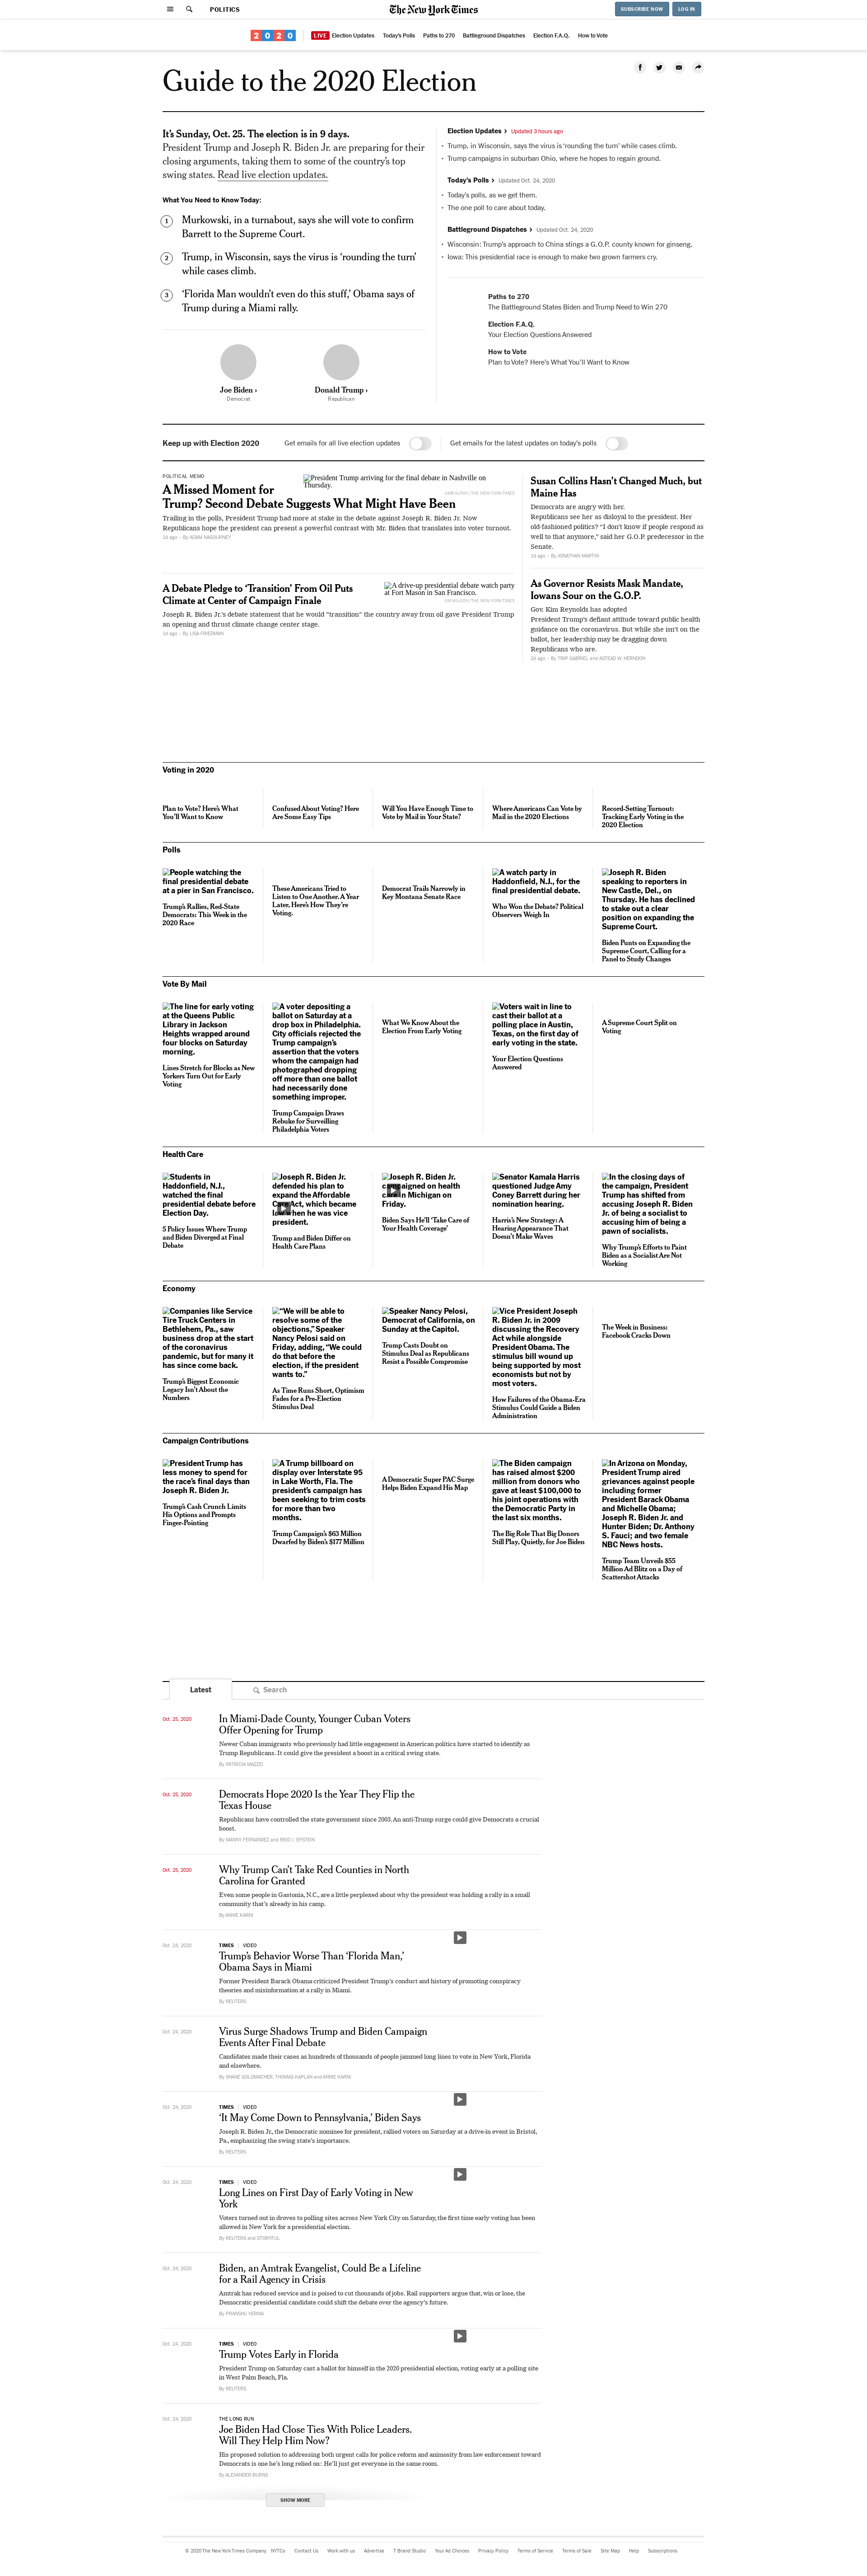 POLITICS
The New York Times
SUBSCRIBE NOW
LOG IN
2020
LIVE Election Updates
Today's Polls
Paths to 270
Battleground Dispatches
Election F.A.Q.
How to Vote
Guide to the 2020 Election
It's Sunday, Oct. 25. The election is in 9 days.
President Trump and Joseph R. Biden Jr. are preparing for their
closing arguments, taking them to some of the country's top
swing states. Read live election updates.
What You Need to Know Today:
1
Murkowski, in a turnabout, says she will vote to confirm
Barrett to the Supreme Court.
2
Trump, in Wisconsin, says the virus is 'rounding the turn'
while cases climb.
3
'Florida Man wouldn't even do this stuff,' Obama says of
Trump during a Miami rally.
Joe Biden ›
Democrat
Donald Trump ›
Republican
Election Updates › Updated 3 hours ago
• Trump, in Wisconsin, says the virus is 'rounding the turn' while cases climb.
• Trump campaigns in suburban Ohio, where he hopes to regain ground.
Today's Polls › Updated Oct. 24, 2020
• Today's polls, as we get them.
• The one poll to care about today.
Battleground Dispatches › Updated Oct. 24, 2020
• Wisconsin: Trump's approach to China stings a G.O.P. county known for ginseng.
• Iowa: This presidential race is enough to make two grown farmers cry.
Paths to 270
The Battleground States Biden and Trump Need to Win 270
Election F.A.Q.
Your Election Questions Answered
How to Vote
Plan to Vote? Here's What You'll Want to Know
Keep up with Election 2020
Get emails for all live election updates
Get emails for the latest updates on today's polls
POLITICAL MEMO
A Missed Moment for
Trump? Second Debate Suggests What Might Have Been
President Trump arriving for the final debate in Nashville on
Thursday.
AMR ALFIKY/THE NEW YORK TIMES
Trailing in the polls, President Trump had more at stake in the debate against Joseph R. Biden Jr. Now
Republicans hope the president can present a powerful contrast with Mr. Biden that translates into voter turnout.
1d ago · By ADAM NAGOURNEY
A Debate Pledge to 'Transition' From Oil Puts
Climate at Center of Campaign Finale
A drive-up presidential debate watch party
at Fort Mason in San Francisco.
JIM WILSON/THE NEW YORK TIMES
Joseph R. Biden Jr.'s debate statement that he would "transition" the country away from oil gave President Trump
an opening and thrust climate change center stage.
1d ago · By LISA FRIEDMAN
Susan Collins Hasn't Changed Much, but
Maine Has
Democrats are angry with her.
Republicans see her as disloyal to the president. Her
old-fashioned politics? "I don't know if people respond as
well to that anymore," said her G.O.P. predecessor in the
Senate.
1d ago · By JONATHAN MARTIN
As Governor Resists Mask Mandate,
Iowans Sour on the G.O.P.
Gov. Kim Reynolds has adopted
President Trump's defiant attitude toward public health
guidance on the coronavirus. But while she isn't on the
ballot, her leadership may be dragging down
Republicans who are.
2d ago · By TRIP GABRIEL and ASTEAD W. HERNDON
Voting in 2020
Plan to Vote? Here's What
You'll Want to Know
Confused About Voting? Here
Are Some Easy Tips
Will You Have Enough Time to
Vote by Mail in Your State?
Where Americans Can Vote by
Mail in the 2020 Elections
Record-Setting Turnout:
Tracking Early Voting in the
2020 Election
Polls
People watching the
final presidential debate
at a pier in San Francisco.
Trump's Rallies, Red-State
Democrats: This Week in the
2020 Race
These Americans Tried to
Listen to One Another. A Year
Later, Here's How They're
Voting.
Democrat Trails Narrowly in
Key Montana Senate Race
A watch party in
Haddonfield, N.J., for the
final presidential debate.
Who Won the Debate? Political
Observers Weigh In
Joseph R. Biden
speaking to reporters in
New Castle, Del., on
Thursday. He has declined
to stake out a clear
position on expanding the
Supreme Court.
Biden Punts on Expanding the
Supreme Court, Calling for a
Panel to Study Changes
Vote By Mail
The line for early voting
at the Queens Public
Library in Jackson
Heights wrapped around
four blocks on Saturday
morning.
Lines Stretch for Blocks as New
Yorkers Turn Out for Early
Voting
A voter depositing a
ballot on Saturday at a
drop box in Philadelphia.
City officials rejected the
Trump campaign's
assertion that the voters
whom the campaign had
photographed dropping
off more than one ballot
had necessarily done
something improper.
Trump Campaign Draws
Rebuke for Surveilling
Philadelphia Voters
What We Know About the
Election From Early Voting
Voters wait in line to
cast their ballot at a
polling place in Austin,
Texas, on the first day of
early voting in the state.
Your Election Questions
Answered
A Supreme Court Split on
Voting
Health Care
Students in
Haddonfield, N.J.,
watched the final
presidential debate before
Election Day.
5 Policy Issues Where Trump
and Biden Diverged at Final
Debate
Joseph R. Biden Jr.
defended his plan to
expand the Affordable
Care Act, which became
law when he was vice
president.
Trump and Biden Differ on
Health Care Plans
Joseph R. Biden Jr.
campaigned on health
care in Michigan on
Friday.
Biden Says He'll 'Take Care of
Your Health Coverage'
Senator Kamala Harris
questioned Judge Amy
Coney Barrett during her
nomination hearing.
Harris's New Strategy: A
Hearing Appearance That
Doesn't Make Waves
In the closing days of
the campaign, President
Trump has shifted from
accusing Joseph R. Biden
Jr. of being a socialist to
accusing him of being a
pawn of socialists.
Why Trump's Efforts to Paint
Biden as a Socialist Are Not
Working
Economy
Companies like Service
Tire Truck Centers in
Bethlehem, Pa., saw
business drop at the start
of the coronavirus
pandemic, but for many it
has since come back.
Trump's Biggest Economic
Legacy Isn't About the
Numbers
"We will be able to
resolve some of the
objections," Speaker
Nancy Pelosi said on
Friday, adding, "We could
do that before the
election, if the president
wants to."
As Time Runs Short, Optimism
Fades for a Pre-Election
Stimulus Deal
Speaker Nancy Pelosi,
Democrat of California, on
Sunday at the Capitol.
Trump Casts Doubt on
Stimulus Deal as Republicans
Resist a Possible Compromise
Vice President Joseph
R. Biden Jr. in 2009
discussing the Recovery
Act while alongside
President Obama. The
stimulus bill wound up
being supported by most
economists but not by
most voters.
How Failures of the Obama-Era
Stimulus Could Guide a Biden
Administration
The Week in Business:
Facebook Cracks Down
Campaign Contributions
President Trump has
less money to spend for
the race's final days than
Joseph R. Biden Jr.
Trump's Cash Crunch Limits
His Options and Prompts
Finger-Pointing
A Trump billboard on
display over Interstate 95
in Lake Worth, Fla. The
president's campaign has
been seeking to trim costs
for more than two
months.
Trump Campaign's $63 Million
Dwarfed by Biden's $177 Million
A Democratic Super PAC Surge
Helps Biden Expand His Map
The Biden campaign
has raised almost $200
million from donors who
gave at least $100,000 to
his joint operations with
the Democratic Party in
the last six months.
The Big Role That Big Donors
Still Play, Quietly, for Joe Biden
In Arizona on Monday,
President Trump aired
grievances against people
including former
President Barack Obama
and Michelle Obama;
Joseph R. Biden Jr. and
Hunter Biden; Dr. Anthony
S. Fauci; and two female
NBC News hosts.
Trump Team Unveils $55
Million Ad Blitz on a Day of
Scattershot Attacks
Latest
Search
Oct. 25, 2020
In Miami-Dade County, Younger Cuban Voters
Offer Opening for Trump
Newer Cuban immigrants who previously had little engagement in American politics have started to identify as
Trump Republicans. It could give the president a boost in a critical swing state.
By PATRICIA MAZZEI
Oct. 25, 2020
Democrats Hope 2020 Is the Year They Flip the
Texas House
Republicans have controlled the state government since 2003. An anti-Trump surge could give Democrats a crucial
boost.
By MANNY FERNANDEZ and REID J. EPSTEIN
Oct. 25, 2020
Why Trump Can't Take Red Counties in North
Carolina for Granted
Even some people in Gastonia, N.C., are a little perplexed about why the president was holding a rally in a small
community that's already in his camp.
By ANNIE KARNI
Oct. 24, 2020
TIMES | VIDEO
Trump's Behavior Worse Than 'Florida Man,'
Obama Says in Miami
Former President Barack Obama criticized President Trump's conduct and history of promoting conspiracy
theories and misinformation at a rally in Miami.
By REUTERS
Oct. 24, 2020
Virus Surge Shadows Trump and Biden Campaign
Events After Final Debate
Candidates made their cases as hundreds of thousands of people jammed long lines to vote in New York, Florida
and elsewhere.
By SHANE GOLDMACHER, THOMAS KAPLAN and ANNIE KARNI
Oct. 24, 2020
TIMES | VIDEO
'It May Come Down to Pennsylvania,' Biden Says
Joseph R. Biden Jr., the Democratic nominee for president, rallied voters on Saturday at a drive-in event in Bristol,
Pa., emphasizing the swing state's importance.
By REUTERS
Oct. 24, 2020
TIMES | VIDEO
Long Lines on First Day of Early Voting in New
York
Voters turned out in droves to polling sites across New York City on Saturday, the first time early voting has been
allowed in New York for a presidential election.
By REUTERS and STORYFUL
Oct. 24, 2020
Biden, an Amtrak Evangelist, Could Be a Lifeline
for a Rail Agency in Crisis
Amtrak has reduced service and is poised to cut thousands of jobs. Rail supporters argue that, win or lose, the
Democratic presidential candidate could shift the debate over the agency's future.
By PRANSHU VERMA
Oct. 24, 2020
TIMES | VIDEO
Trump Votes Early in Florida
President Trump on Saturday cast a ballot for himself in the 2020 presidential election, voting early at a polling site
in West Palm Beach, Fla.
By REUTERS
Oct. 24, 2020
THE LONG RUN
Joe Biden Had Close Ties With Police Leaders.
Will They Help Him Now?
His proposed solution to addressing both urgent calls for police reform and animosity from law enforcement toward
Democrats is one he's long relied on: He'll just get everyone in the same room.
By ALEXANDER BURNS
SHOW MORE
© 2020 The New York Times Company
NYTCo
Contact Us
Work with us
Advertise
T Brand Studio
Your Ad Choices
Privacy Policy
Terms of Service
Terms of Sale
Site Map
Help
Subscriptions